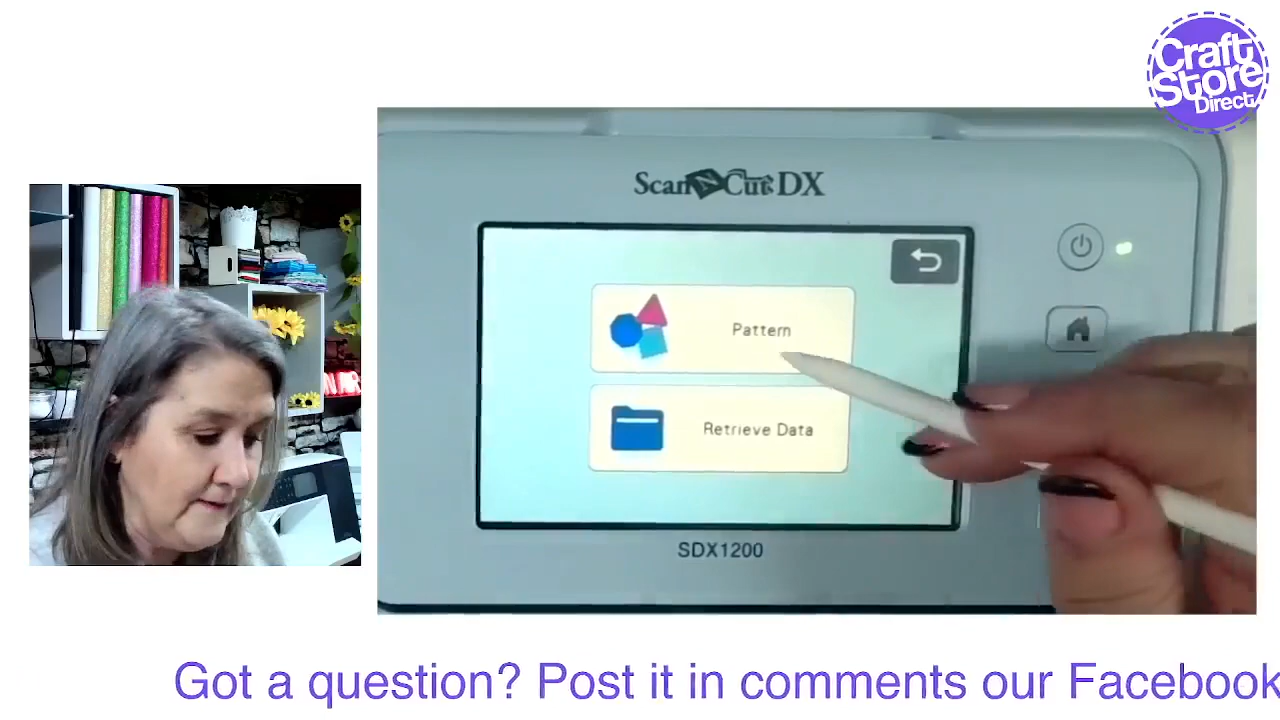 Craft
Store
Direct
ScanNCut DX
Pattern
Retrieve Data
SDX1200
Got a question? Post it in comments our Facebook